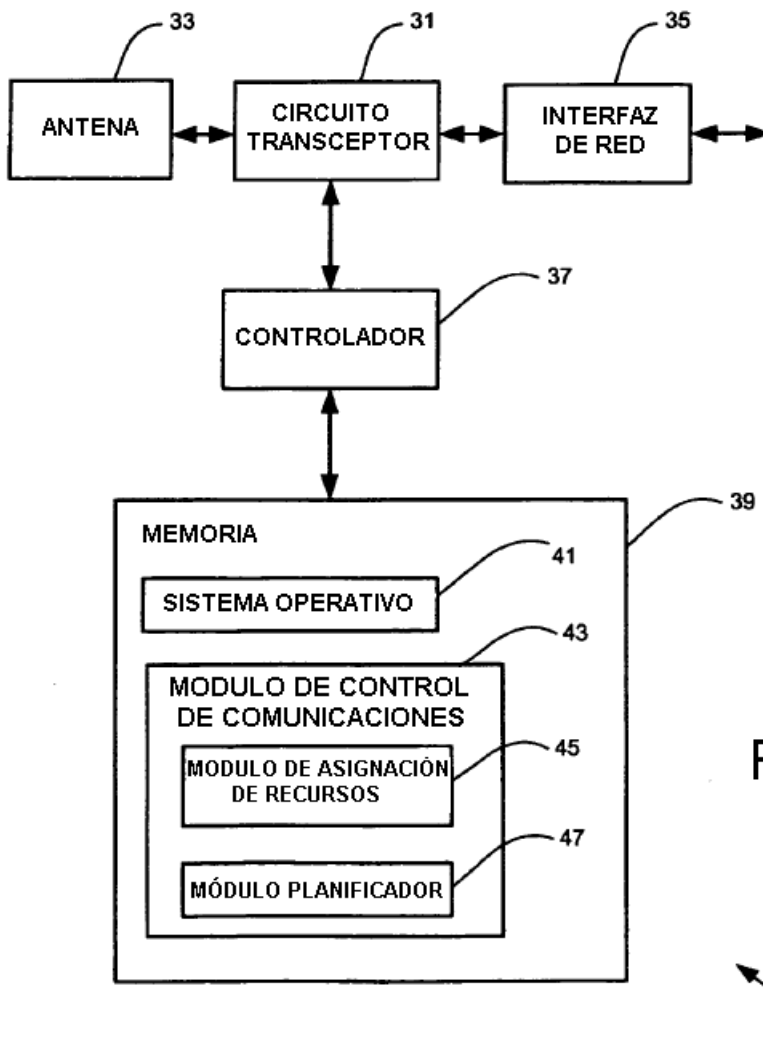 33
31
35
ANTENA
CIRCUITO
TRANSCEPTOR
INTERFAZ
DE RED
37
CONTROLADOR
39
MEMORIA
41
SISTEMA OPERATIVO
43
MODULO DE CONTROL
DE COMUNICACIONES
45
MODULO DE ASIGNACIÓN
DE RECURSOS
47
MÓDULO PLANIFICADOR